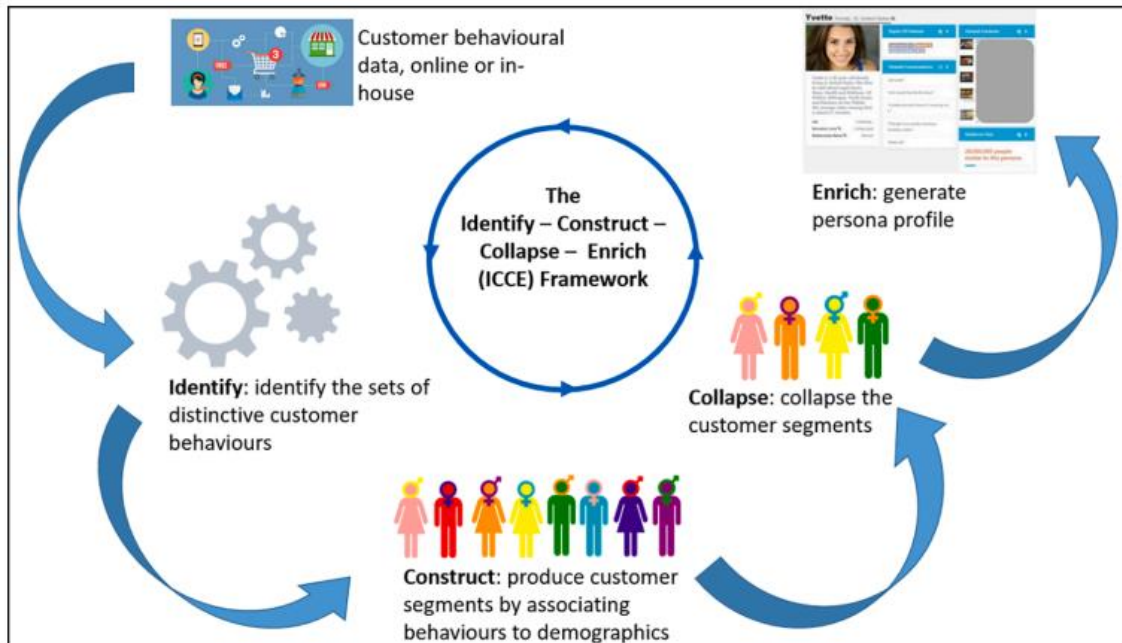 Customer behavioural
data, online or in-
house
3
FREE
Yvette
The
Identify – Construct –
Collapse – Enrich
(ICCE) Framework
Enrich: generate
persona profile
Identify: identify the sets of
distinctive customer
behaviours
Collapse: collapse the
customer segments
Construct: produce customer
segments by associating
behaviours to demographics